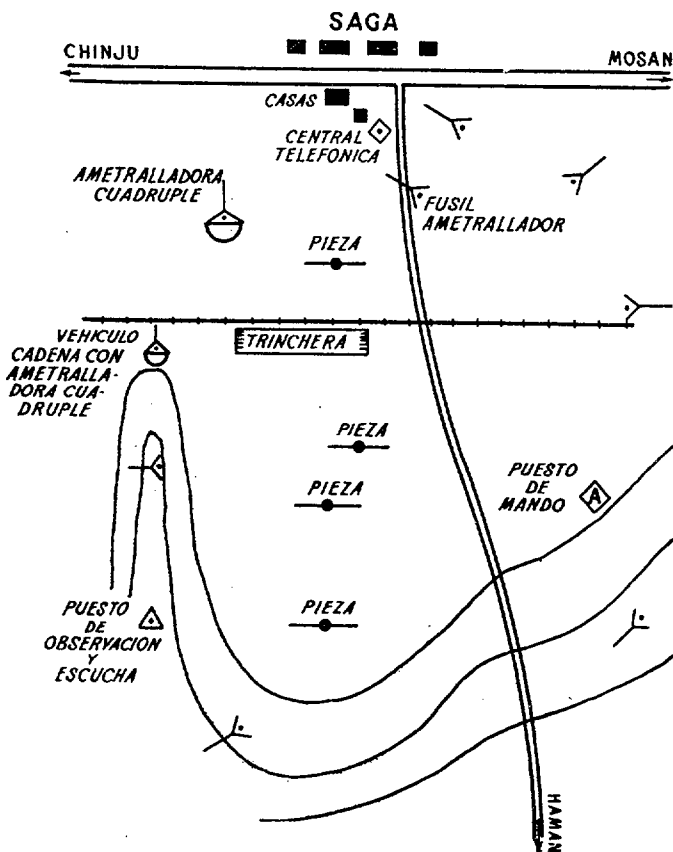 SAGA
CHINJU
MOSAN
CASAS
CENTRAL
TELEFONICA
AMETRALLADORA
CUADRUPLE
FUSIL
AMETRALLADOR
PIEZA
VEHICULO
CADENA CON
AMETRALLA-
DORA CUA-
DRUPLE
TRINCHERA
PIEZA
PIEZA
PUESTO
DE
MANDO
A
PUESTO
DE
OBSERVACION
Y
ESCUCHA
PIEZA
HAMAN